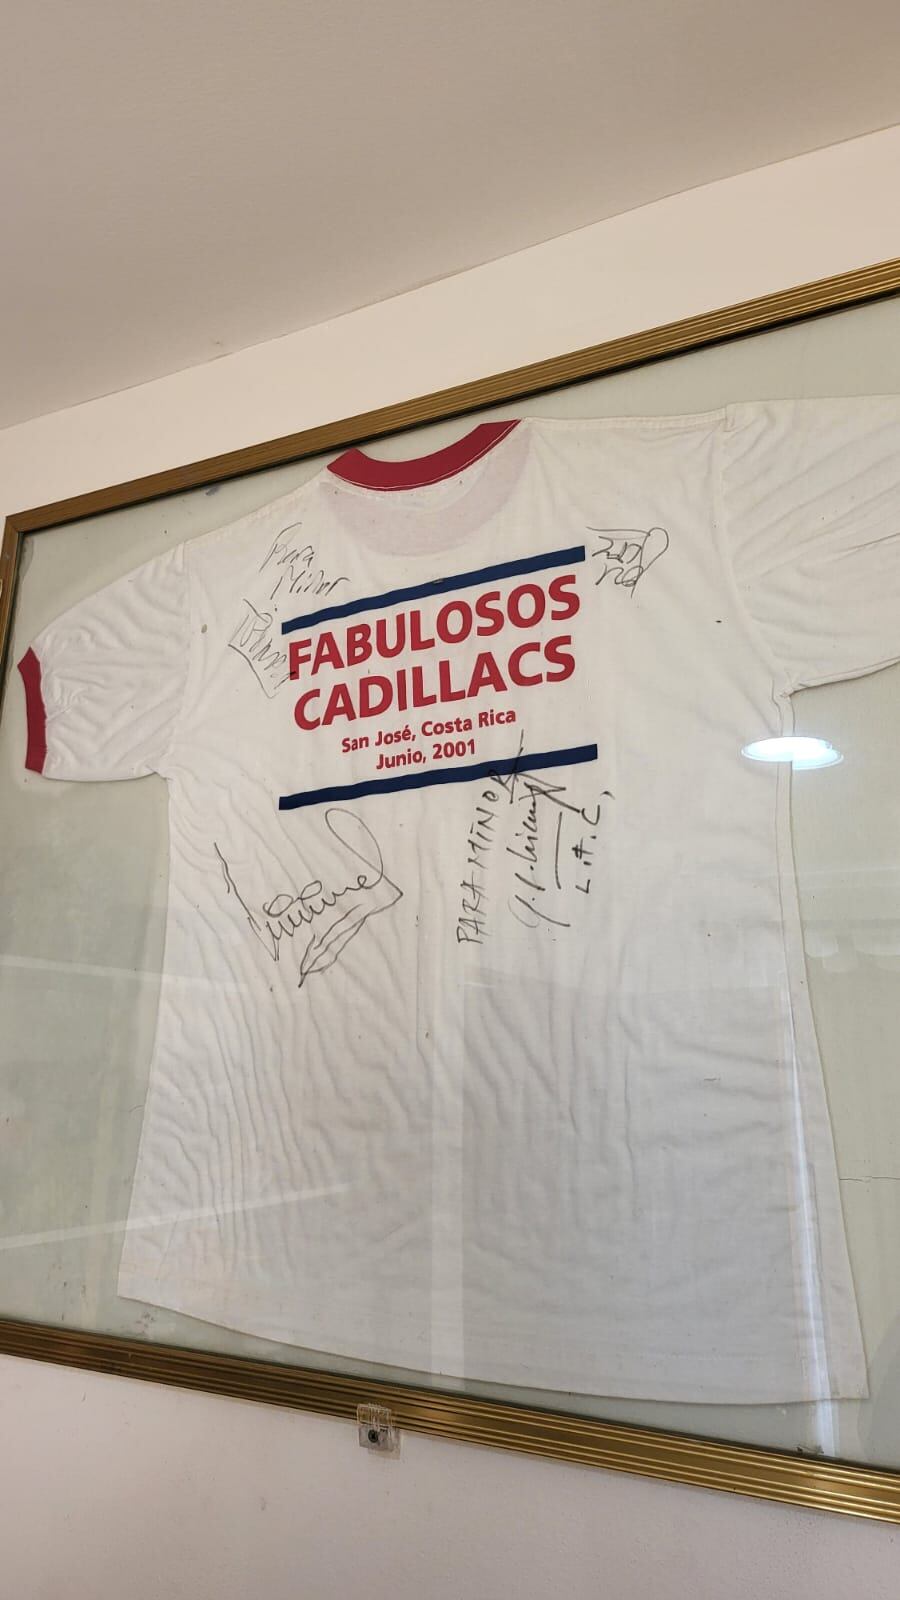 Para
Minor
FABULOSOS
CADILLACS
San José, Costa Rica
Junio, 2001
PARA MINOR
L.F.C,